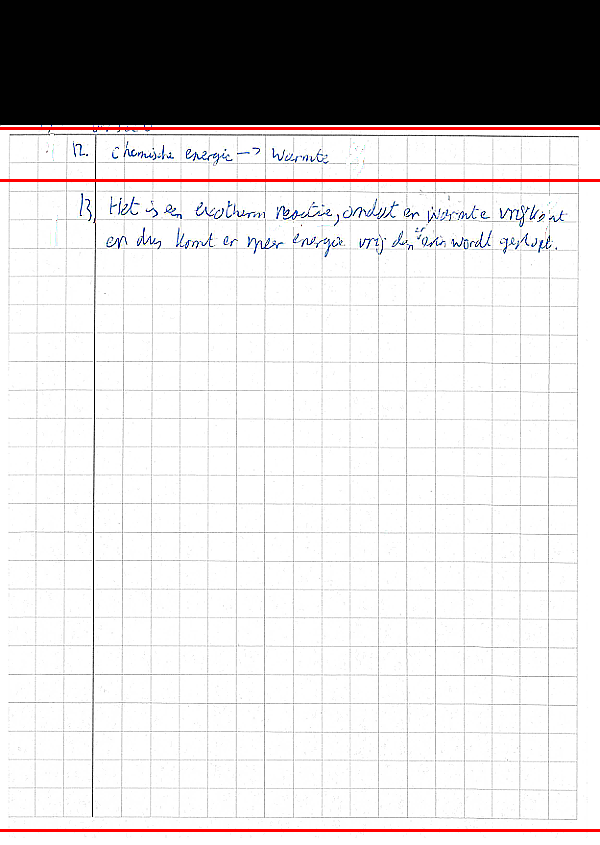 12. Chemische energie -> Warmte
13, Het is een exotherm reactie, omdat er warmte vrijkomt
en dus komt er meer energie vrij dan er in wordt gestopt.